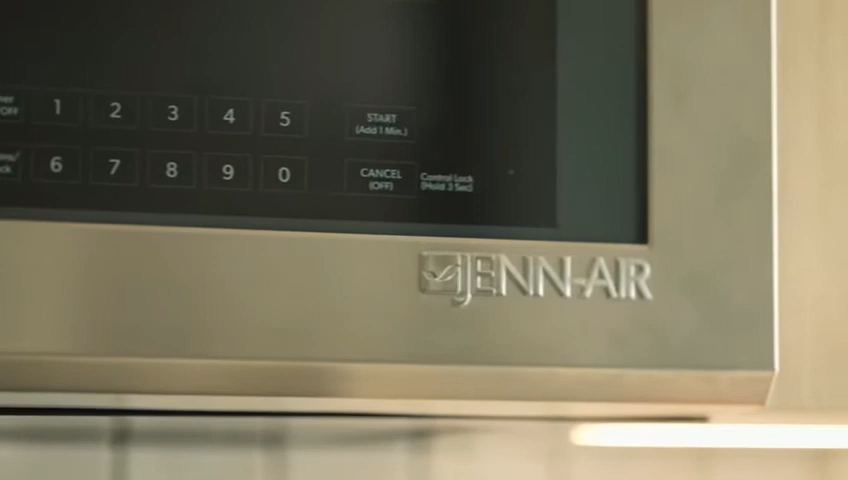 1 2 3 4 5
START
(Add 1 Min.)
6 7 8 9 0
CANCEL
(OFF)
Control Lock
(Hold 3 Sec)
JENN-AIR